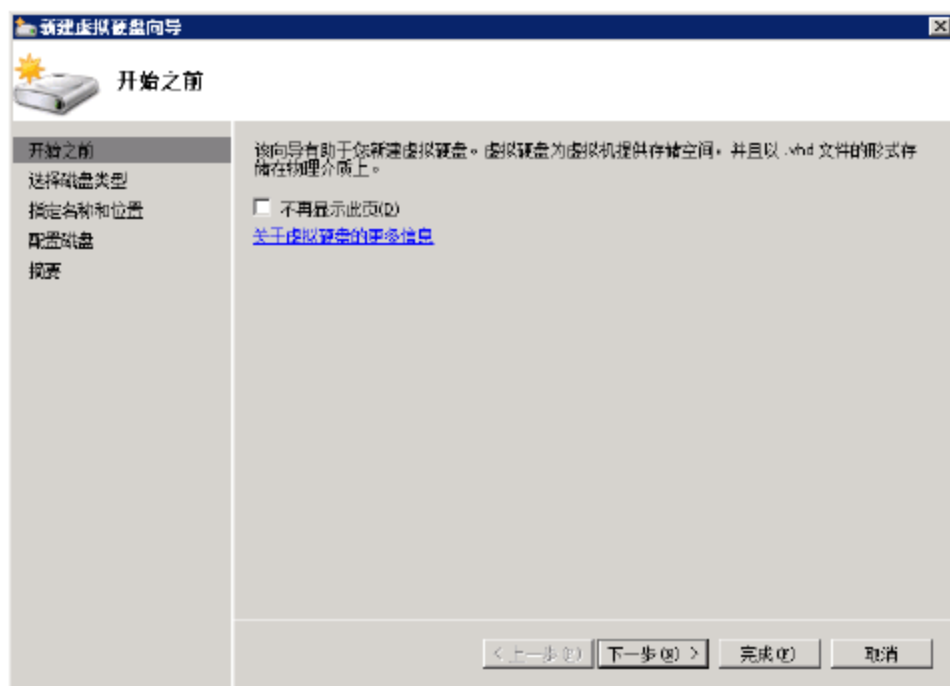 新建虚拟硬盘向导
开始之前
开始之前
选择磁盘类型
指定名称和位置
配置磁盘
摘要
该向导有助于您新建虚拟硬盘。虚拟硬盘为虚拟机提供存储空间，并且以 .vhd 文件的形式存
储在物理介质上。
不再显示此页(D)
关于虚拟硬盘的更多信息
< 上一步(P)
下一步(N) >
完成(F)
取消